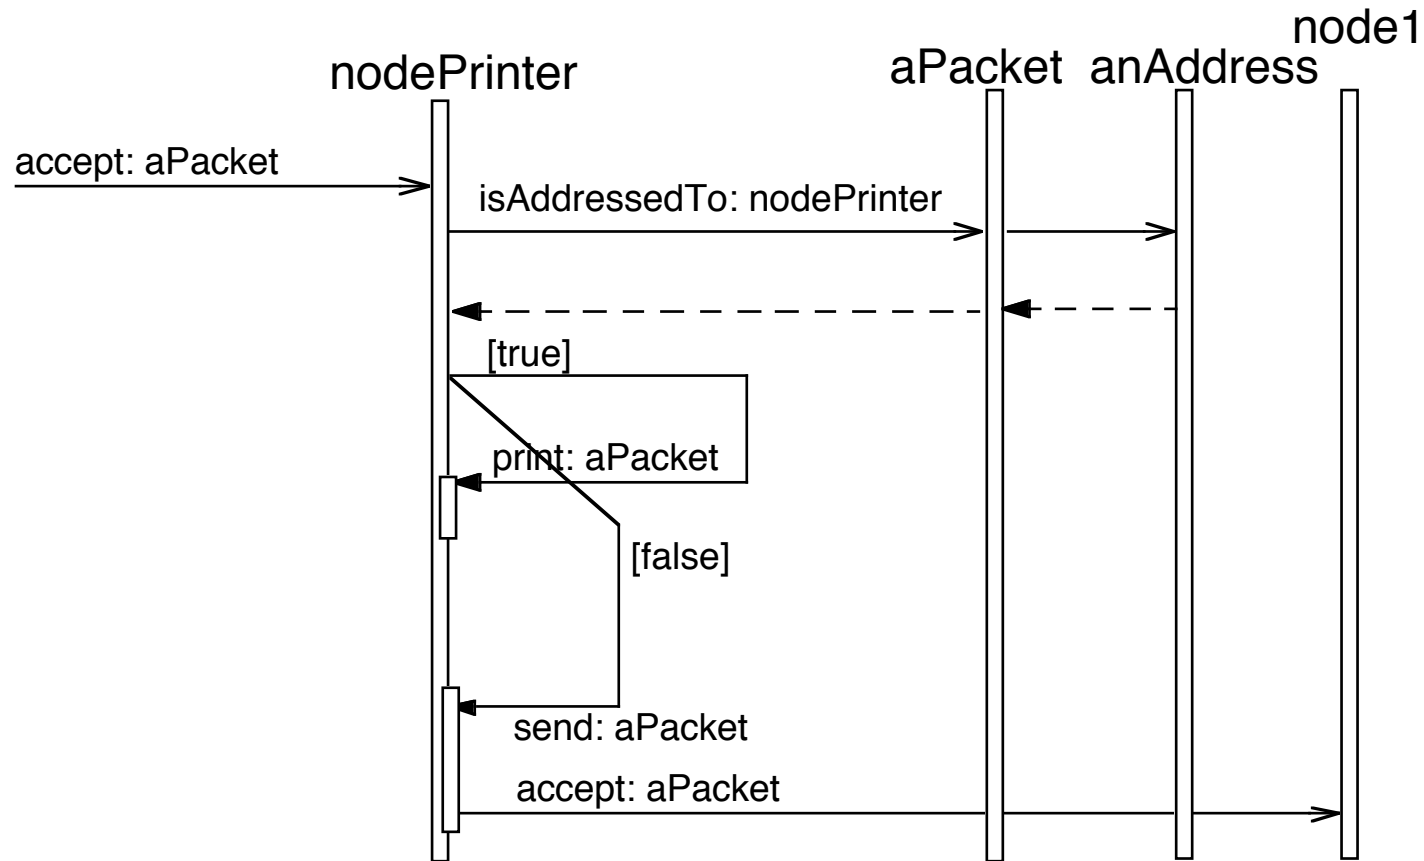 node1
nodePrinter
aPacket
anAddress
accept: aPacket
isAddressedTo: nodePrinter
[true]
print: aPacket
[false]
send: aPacket
accept: aPacket